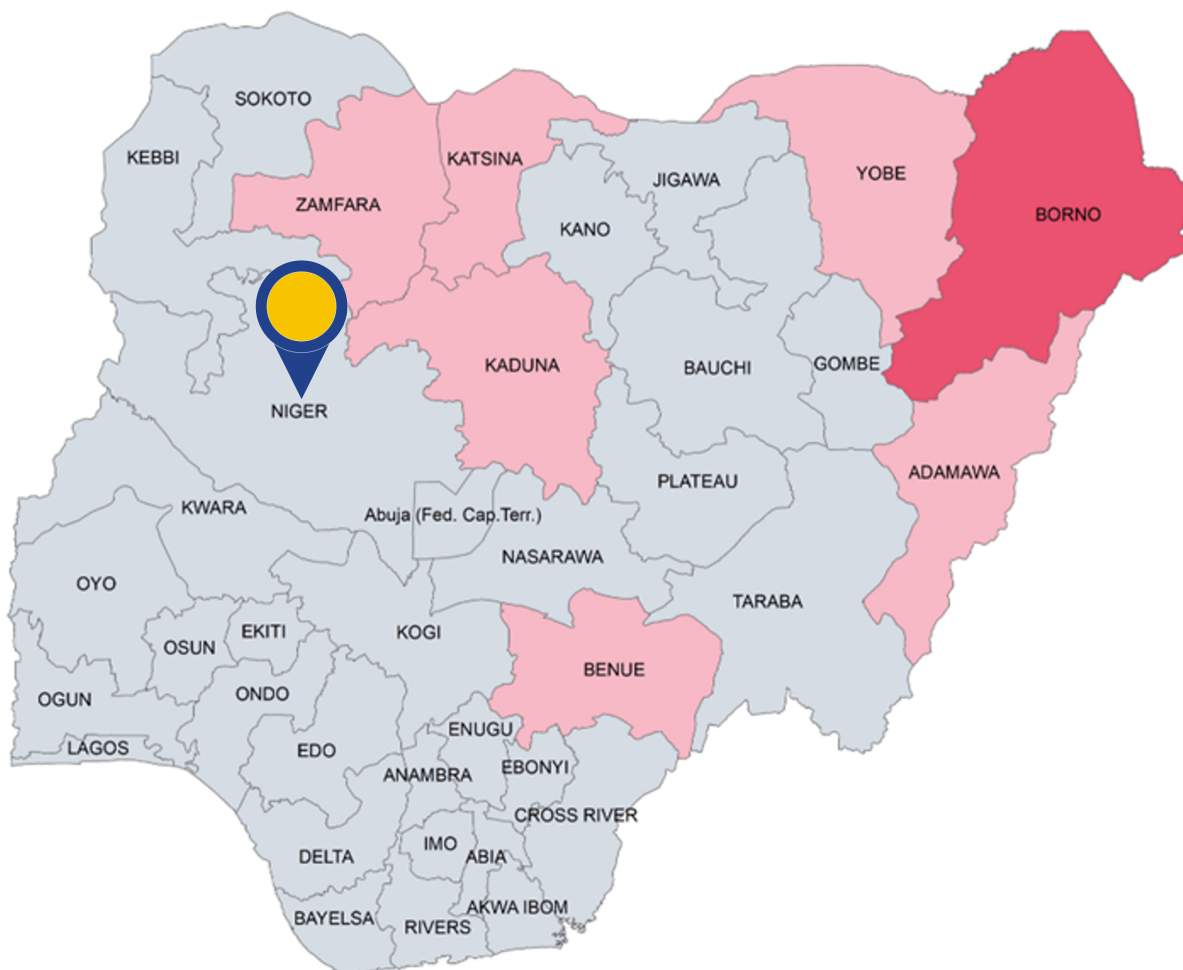 SOKOTO
KEBBI
KATSINA
ZAMFARA
JIGAWA
YOBE
KANO
BORNO
KADUNA
BAUCHI
GOMBE
NIGER
ADAMAWA
PLATEAU
KWARA
Abuja (Fed. Cap.Terr.)
NASARAWA
OYO
TARABA
EKITI
KOGI
OSUN
BENUE
OGUN
ONDO
ENUGU
LAGOS
EDO
ANAMBRA
EBONYI
CROSS RIVER
IMO
DELTA
ABIA
AKWA IBOM
BAYELSA
RIVERS